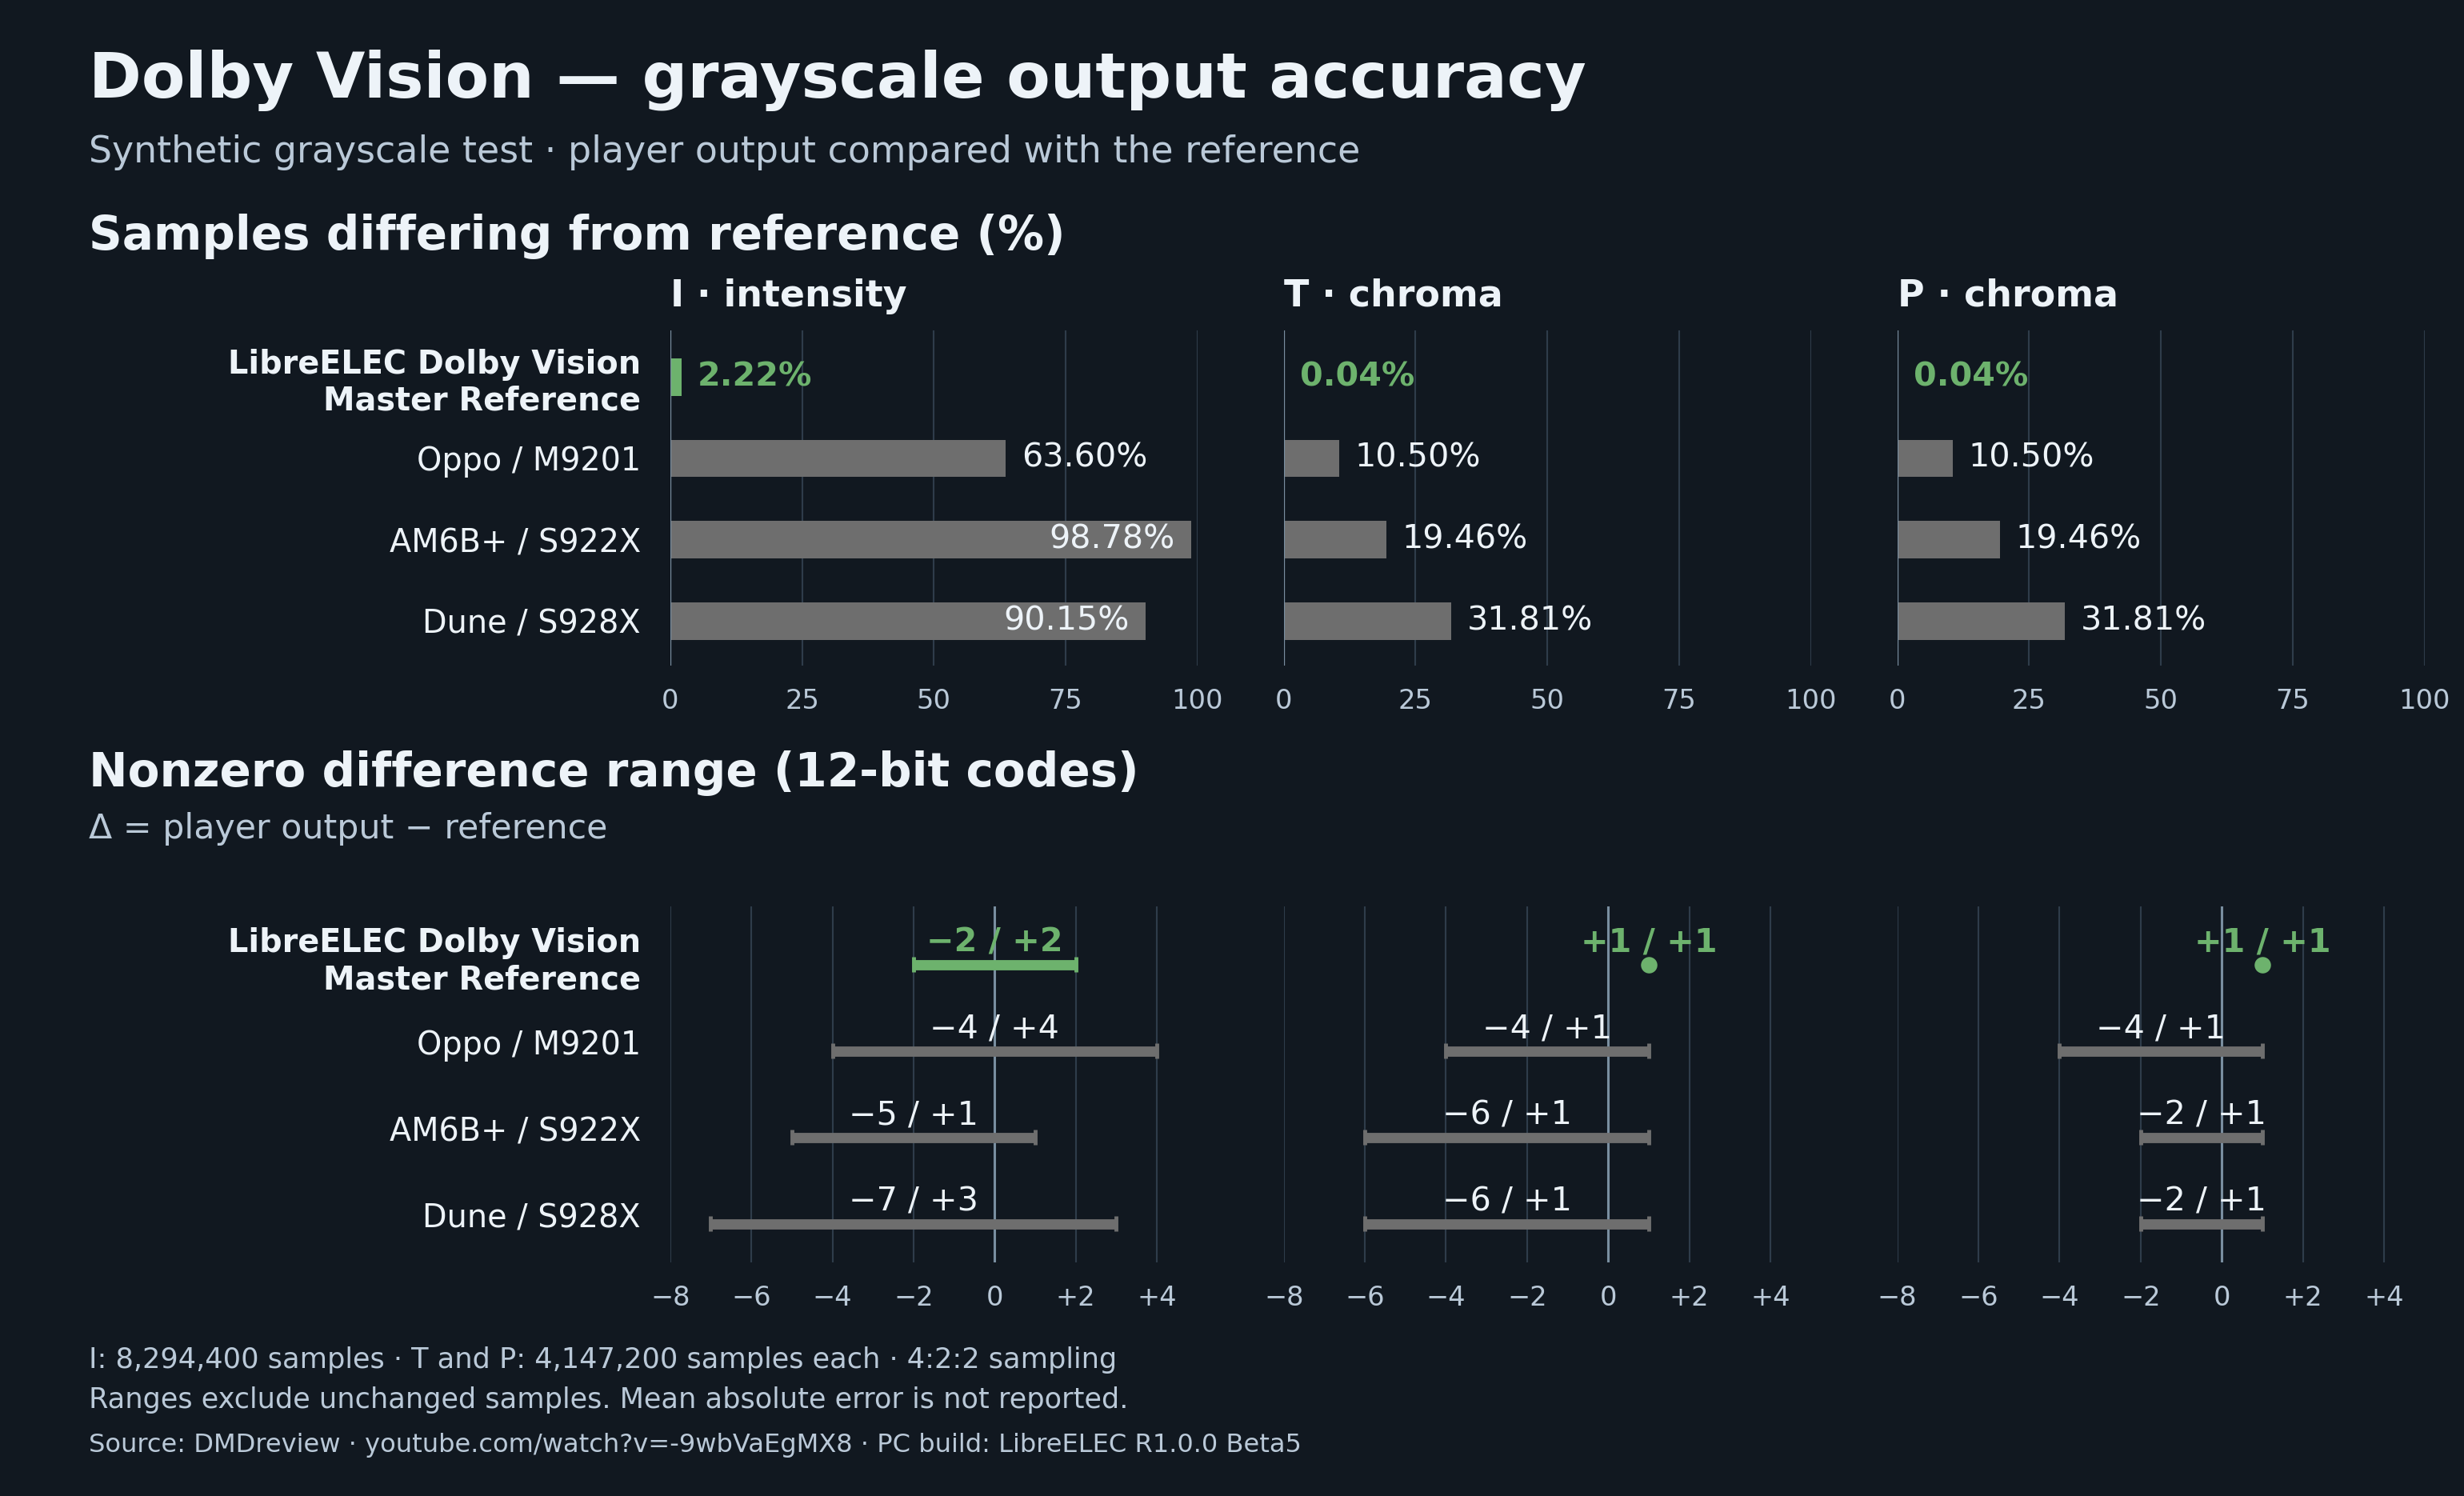 Dolby Vision — grayscale output accuracy
Synthetic grayscale test · player output compared with the reference
Samples differing from reference (%)
I · intensity
T · chroma
P · chroma
LibreELEC Dolby Vision
Master Reference
2.22%
0.04%
0.04%
Oppo / M9201
63.60%
10.50%
10.50%
AM6B+ / S922X
98.78%
19.46%
19.46%
Dune / S928X
90.15%
31.81%
31.81%
0 25 50 75 100
0 25 50 75 100
0 25 50 75 100
Nonzero difference range (12-bit codes)
Δ = player output − reference
LibreELEC Dolby Vision
Master Reference
−2 / +2
+1 / +1
+1 / +1
Oppo / M9201
−4 / +4
−4 / +1
−4 / +1
AM6B+ / S922X
−5 / +1
−6 / +1
−2 / +1
Dune / S928X
−7 / +3
−6 / +1
−2 / +1
−8 −6 −4 −2 0 +2 +4
−8 −6 −4 −2 0 +2 +4
−8 −6 −4 −2 0 +2 +4
I: 8,294,400 samples · T and P: 4,147,200 samples each · 4:2:2 sampling
Ranges exclude unchanged samples. Mean absolute error is not reported.
Source: DMDreview · youtube.com/watch?v=-9wbVaEgMX8 · PC build: LibreELEC R1.0.0 Beta5